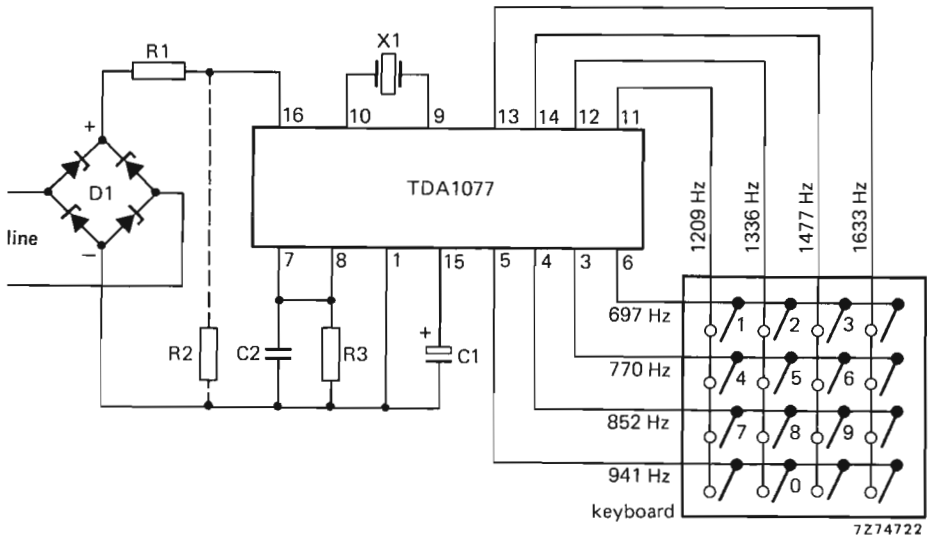 R1
X1
16
10
9
13
14
12
11
+
D1
TDA1077
line
−
1209 Hz
1336 Hz
1477 Hz
1633 Hz
7
8
1
15
5
4
3
6
697 Hz
1
2
3
R2
C2
R3
+
C1
770 Hz
4
5
6
852 Hz
7
8
9
941 Hz
0
keyboard
7Z74722